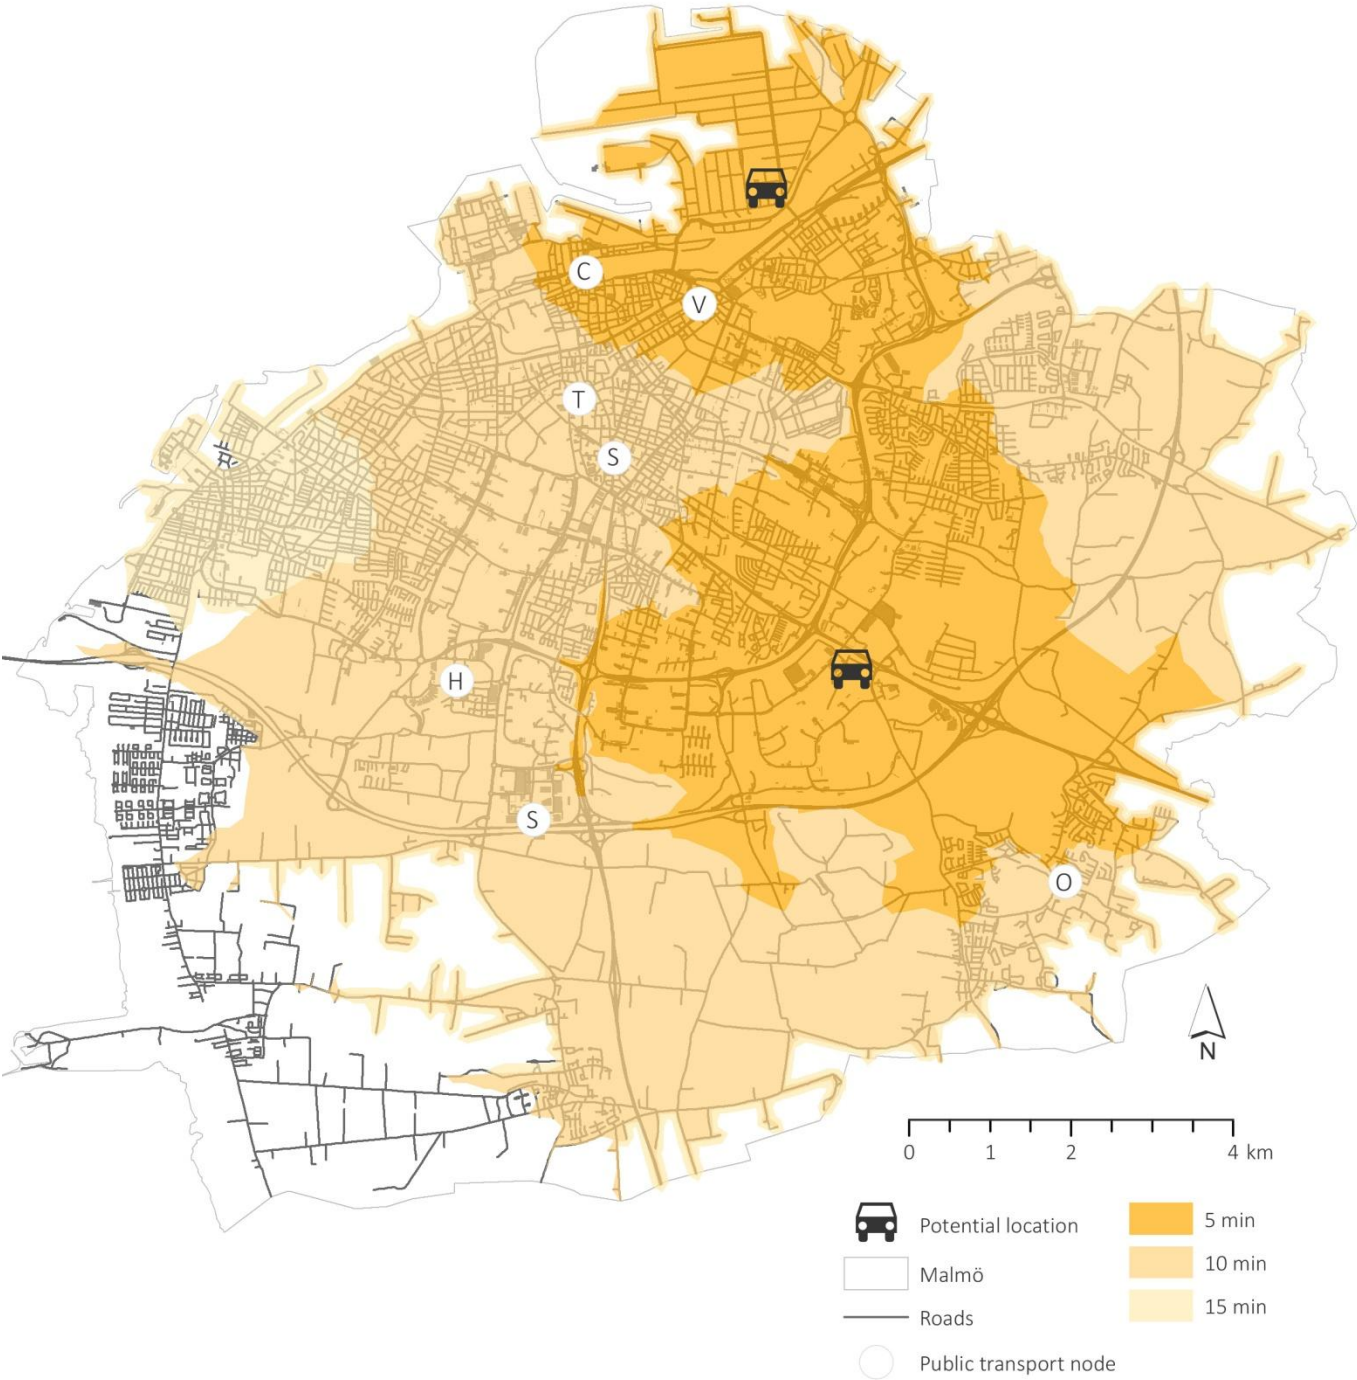 C
V
T
S
H
S
O
N
0 1 2 4 km
Potential location
5 min
Malmö
10 min
Roads
15 min
Public transport node